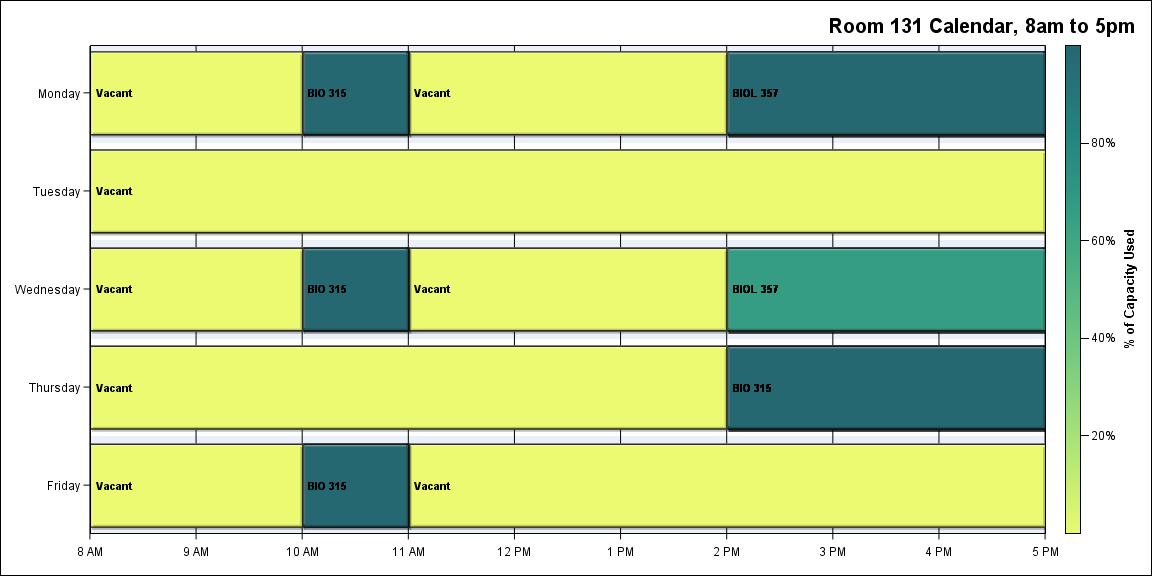 Room 131 Calendar, 8am to 5pm
Monday
Vacant
BIO 315
Vacant
BIOL 357
Tuesday
Vacant
Wednesday
Vacant
BIO 315
Vacant
BIOL 357
Thursday
Vacant
BIO 315
Friday
Vacant
BIO 315
Vacant
8 AM
9 AM
10 AM
11 AM
12 PM
1 PM
2 PM
3 PM
4 PM
5 PM
80%
60%
40%
20%
% of Capacity Used